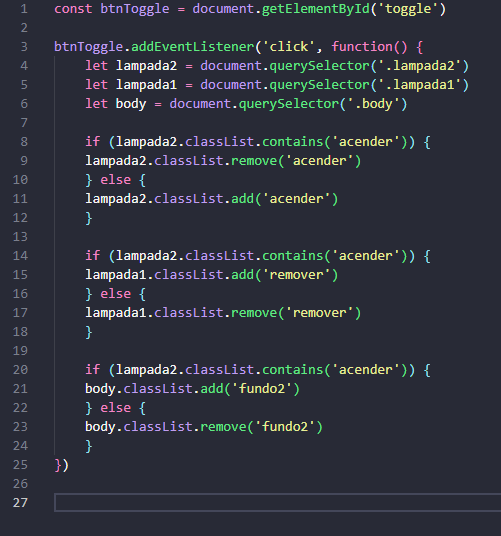 1 const btnToggle = document.getElementById('toggle')
2
3 btnToggle.addEventListener('click', function() {
4     let lampada2 = document.querySelector('.lampada2')
5     let lampada1 = document.querySelector('.lampada1')
6     let body = document.querySelector('.body')
7
8     if (lampada2.classList.contains('acender')) {
9     lampada2.classList.remove('acender')
10     } else {
11     lampada2.classList.add('acender')
12     }
13
14     if (lampada2.classList.contains('acender')) {
15     lampada1.classList.add('remover')
16     } else {
17     lampada1.classList.remove('remover')
18     }
19
20     if (lampada2.classList.contains('acender')) {
21     body.classList.add('fundo2')
22     } else {
23     body.classList.remove('fundo2')
24     }
25 })
26
27